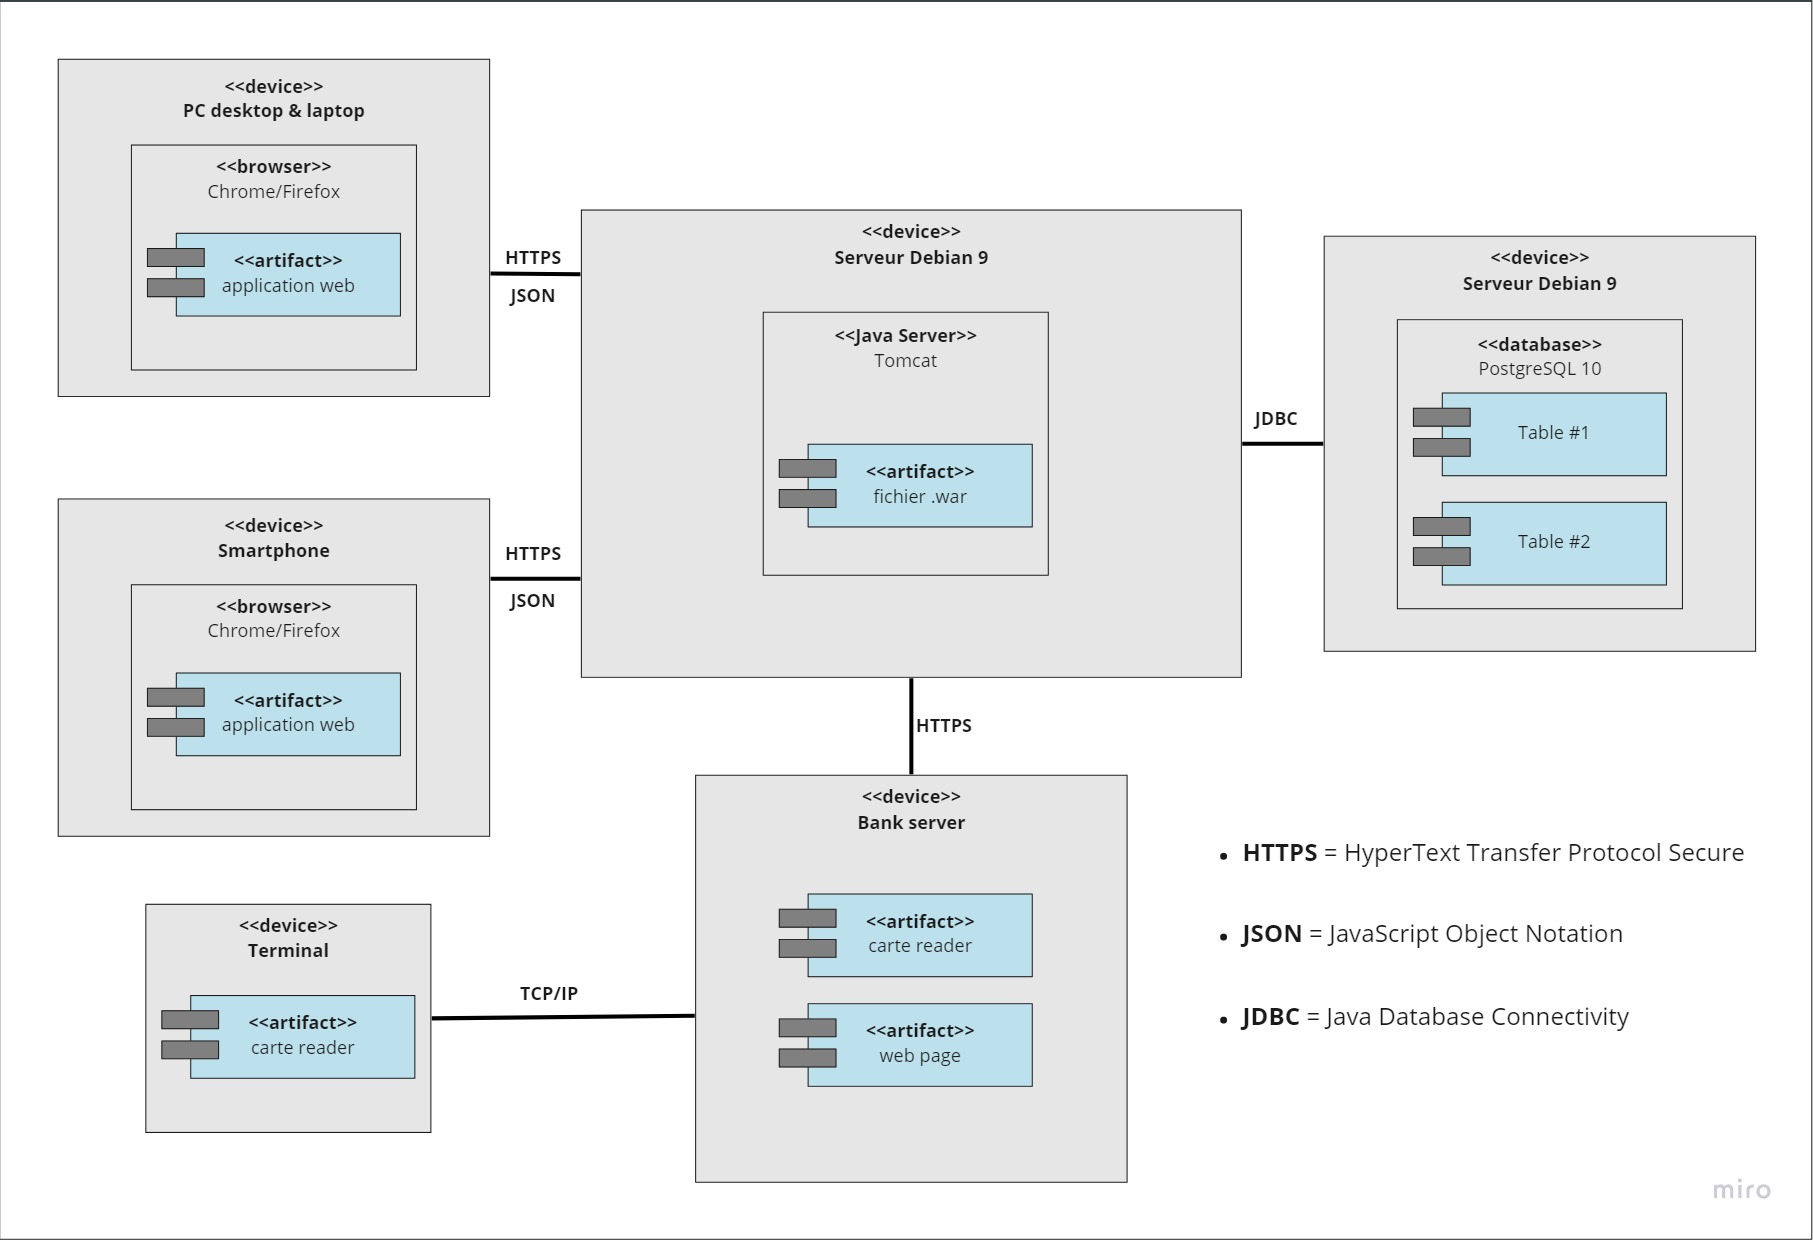 <<device>>
PC desktop & laptop
<<browser>>
Chrome/Firefox
<<artifact>>
application web
HTTPS
JSON
<<device>>
Serveur Debian 9
<<Java Server>>
Tomcat
<<artifact>>
fichier .war
JDBC
<<device>>
Serveur Debian 9
<<database>>
PostgreSQL 10
Table #1
Table #2
<<device>>
Smartphone
<<browser>>
Chrome/Firefox
<<artifact>>
application web
HTTPS
JSON
HTTPS
<<device>>
Bank server
<<artifact>>
carte reader
<<artifact>>
web page
<<device>>
Terminal
<<artifact>>
carte reader
TCP/IP
• HTTPS = HyperText Transfer Protocol Secure
• JSON = JavaScript Object Notation
• JDBC = Java Database Connectivity
miro